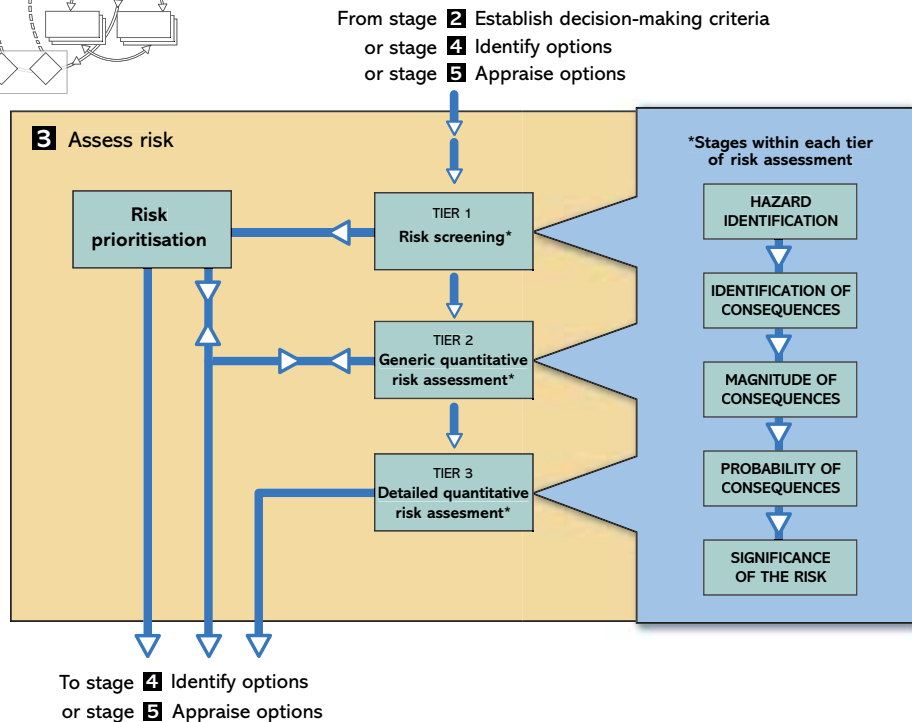 From stage 2 Establish decision-making criteria
or stage 4 Identify options
or stage 5 Appraise options
3 Assess risk
*Stages within each tier
of risk assessment
Risk
prioritisation
TIER 1
Risk screening*
TIER 2
Generic quantitative
risk assessment*
TIER 3
Detailed quantitative
risk assesment*
HAZARD
IDENTIFICATION
IDENTIFICATION OF
CONSEQUENCES
MAGNITUDE OF
CONSEQUENCES
PROBABILITY OF
CONSEQUENCES
SIGNIFICANCE
OF THE RISK
To stage 4 Identify options
or stage 5 Appraise options